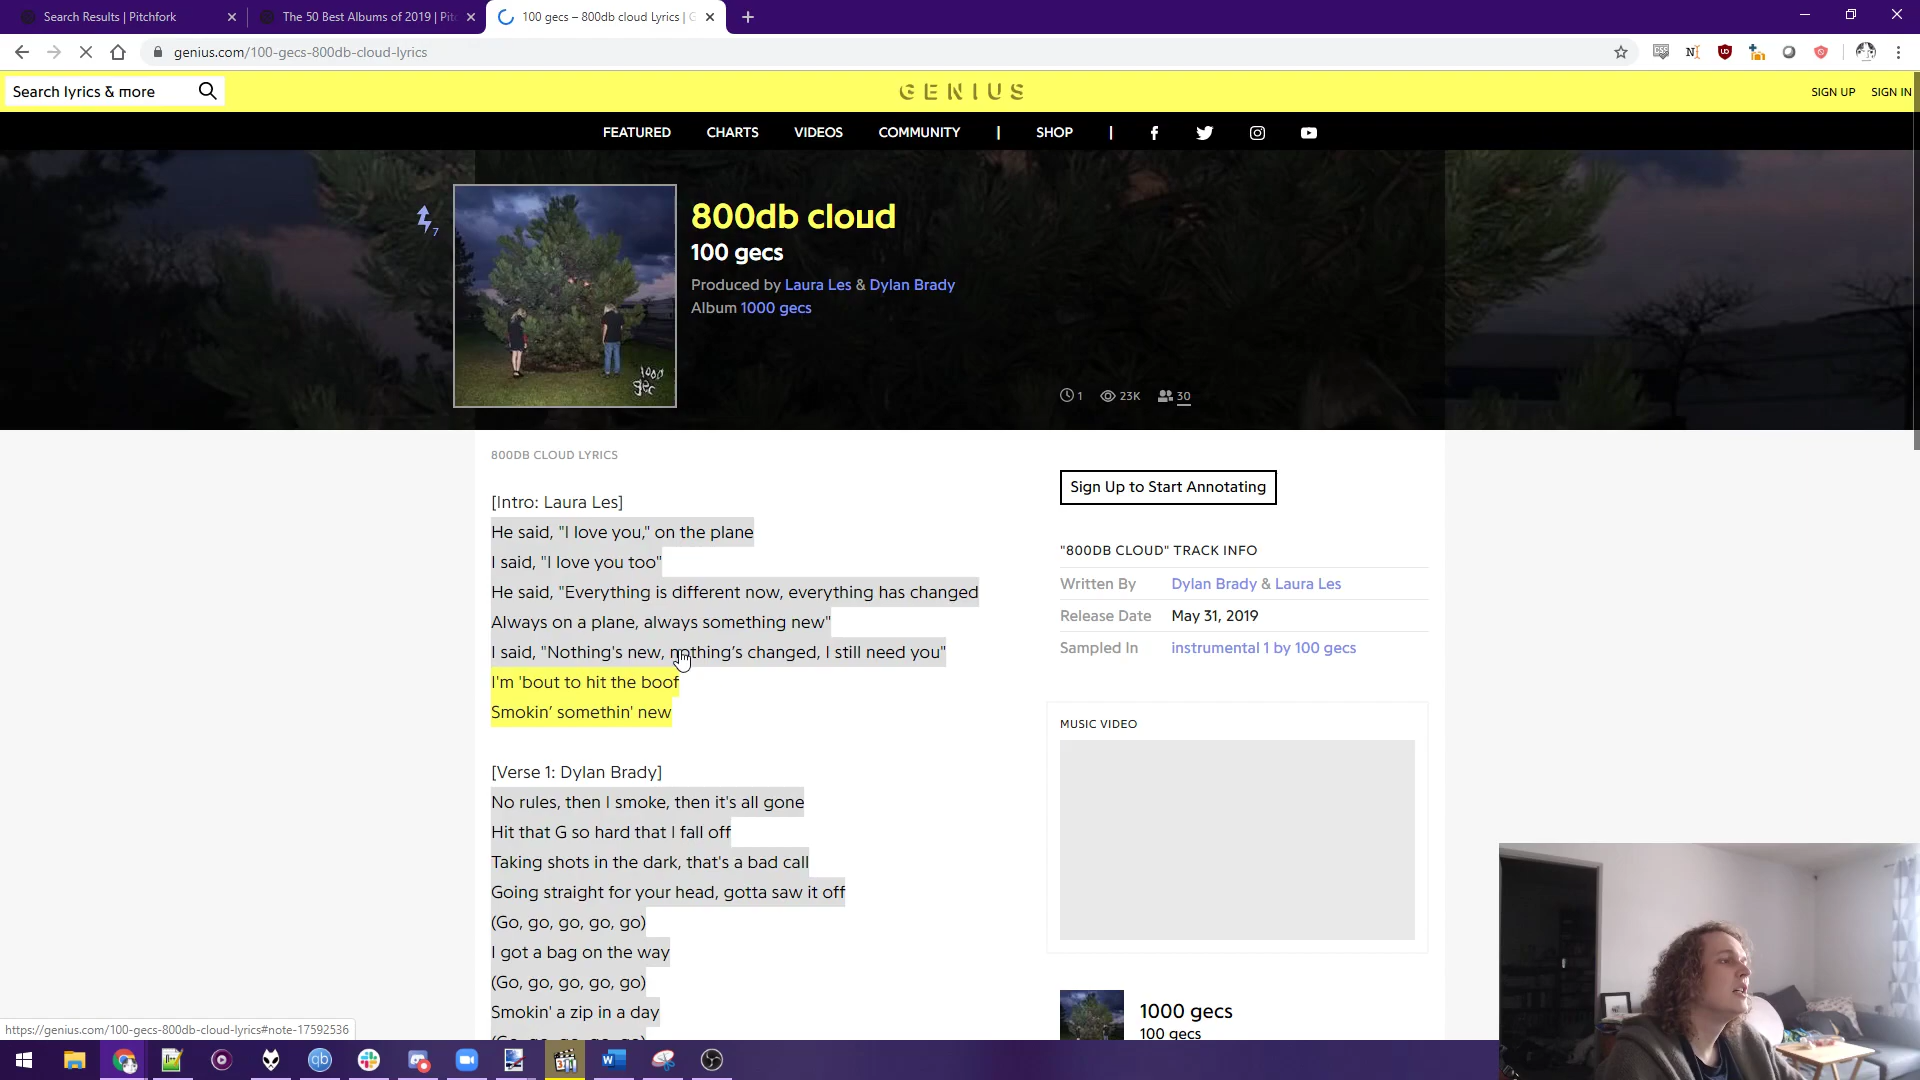 Search Results | Pitchfork
The 50 Best Albums of 2019 | Pitc
100 gecs – 800db cloud Lyrics | G
genius.com/100-gecs-800db-cloud-lyrics
Search lyrics & more
GENIUS
SIGN UP
SIGN IN
FEATURED
CHARTS
VIDEOS
COMMUNITY
|
SHOP
|
7
800db cloud
100 gecs
Produced by Laura Les & Dylan Brady
Album 1000 gecs
1
23K
30
800DB CLOUD LYRICS
[Intro: Laura Les]
He said, "I love you," on the plane
I said, "I love you too"
He said, "Everything is different now, everything has changed
Always on a plane, always something new"
I said, "Nothing's new, nothing’s changed, I still need you"
I'm 'bout to hit the boof
Smokin’ somethin' new
[Verse 1: Dylan Brady]
No rules, then I smoke, then it's all gone
Hit that G so hard that I fall off
Taking shots in the dark, that's a bad call
Going straight for your head, gotta saw it off
(Go, go, go, go, go)
I got a bag on the way
(Go, go, go, go, go)
Smokin' a zip in a day
Sign Up to Start Annotating
"800DB CLOUD" TRACK INFO
Written By Dylan Brady & Laura Les
Release Date May 31, 2019
Sampled In instrumental 1 by 100 gecs
MUSIC VIDEO
1000 gecs
100 gecs
https://genius.com/100-gecs-800db-cloud-lyrics#note-17592536